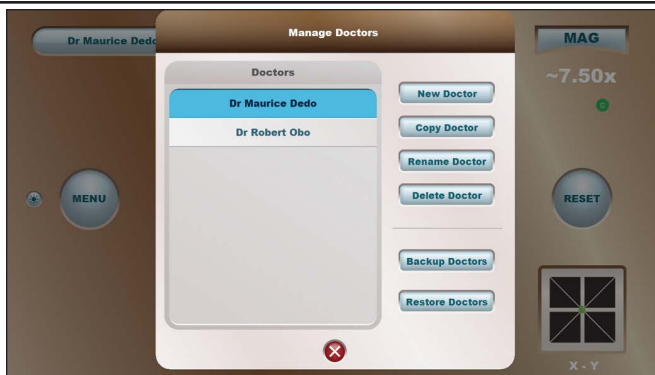 Dr Maurice Dedo
Manage Doctors
MAG
~7.50x
Doctors
Dr Maurice Dedo
Dr Robert Obo
New Doctor
Copy Doctor
Rename Doctor
Delete Doctor
Backup Doctors
Restore Doctors
MENU
RESET
X - Y